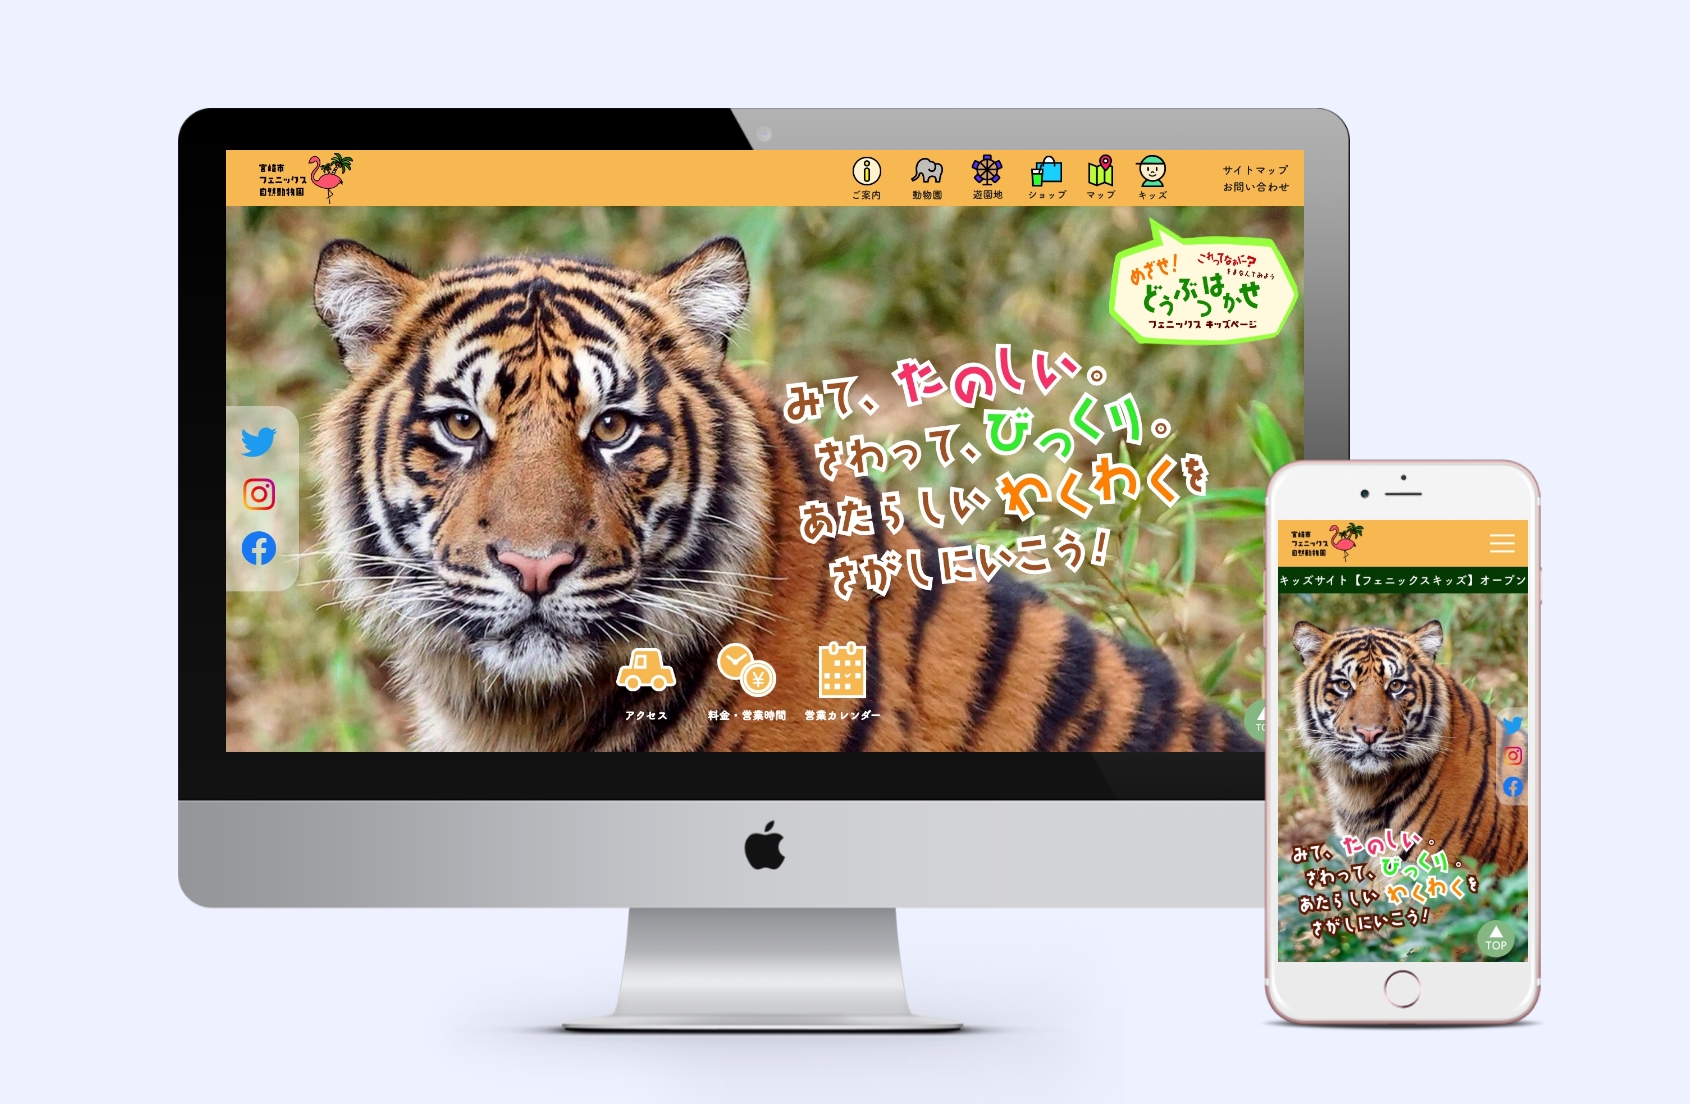 宮崎市
フェニックス
自然動物園
ご案内
動物園
遊園地
ショップ
マップ
キッズ
サイトマップ
お問い合わせ
めざせ！
これってなぁに？
まなんでみよう
どうぶつはかせ
フェニックス キッズページ
みて、たのしい。
さわって、びっくり。
あたらしい わくわくを
さがしにいこう！
アクセス
料金・営業時間
営業カレンダー
宮崎市
フェニックス
自然動物園
キッズサイト【フェニックスキッズ】オープン
みて、たのしい。
さわって、びっくり。
あたらしい わくわくを
さがしにいこう！
TOP